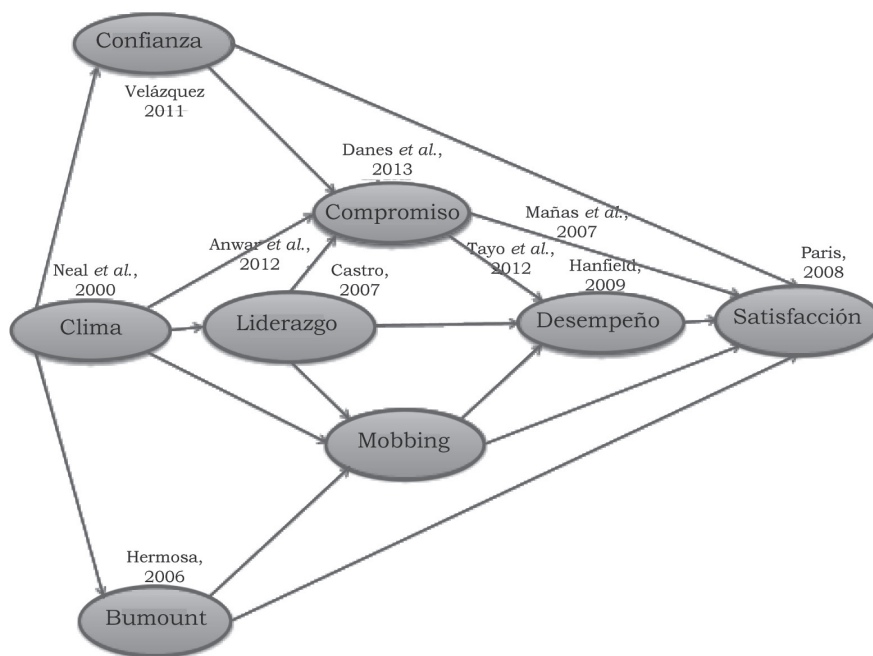 Confianza
Velázquez
2011
Danes et al.,
2013
Compromiso
Mañas et al.,
2007
Anwar et al.,
2012
Tayo et al.,
2012
Neal et al.,
2000
Castro,
2007
Hanfield,
2009
Paris,
2008
Clima
Liderazgo
Desempeño
Satisfacción
Mobbing
Hermosa,
2006
Bumount